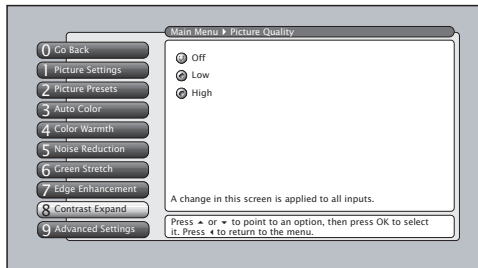 Main Menu ▸ Picture Quality
0 Go Back
1 Picture Settings
2 Picture Presets
3 Auto Color
4 Color Warmth
5 Noise Reduction
6 Green Stretch
7 Edge Enhancement
8 Contrast Expand
9 Advanced Settings
Off
Low
High
A change in this screen is applied to all inputs.
Press ▲ or ▼ to point to an option, then press OK to select
it. Press ◂ to return to the menu.